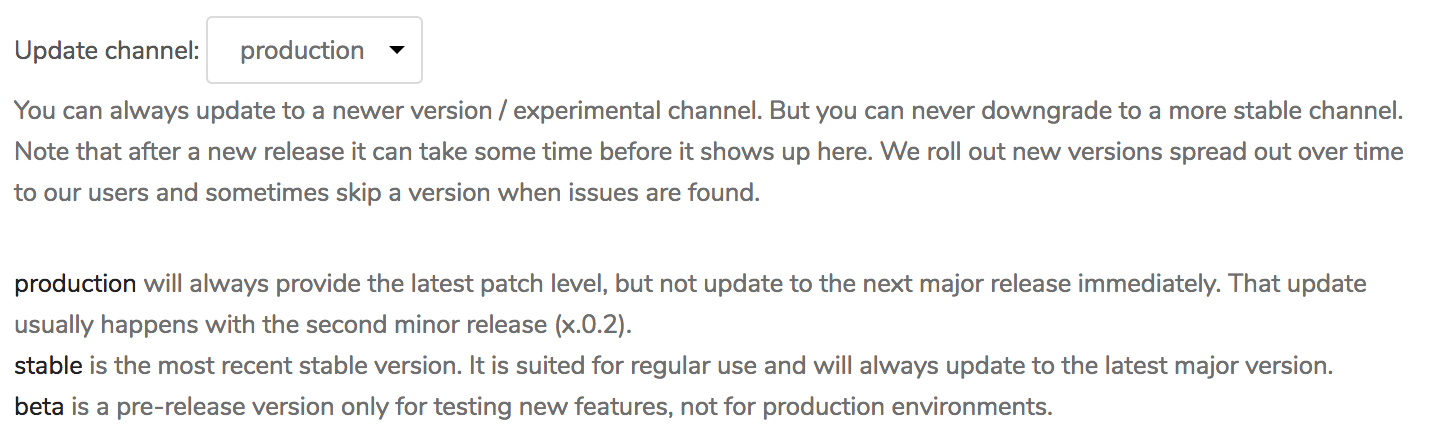 Update channel: production
You can always update to a newer version / experimental channel. But you can never downgrade to a more stable channel.
Note that after a new release it can take some time before it shows up here. We roll out new versions spread out over time
to our users and sometimes skip a version when issues are found.
production will always provide the latest patch level, but not update to the next major release immediately. That update
usually happens with the second minor release (x.0.2).
stable is the most recent stable version. It is suited for regular use and will always update to the latest major version.
beta is a pre-release version only for testing new features, not for production environments.